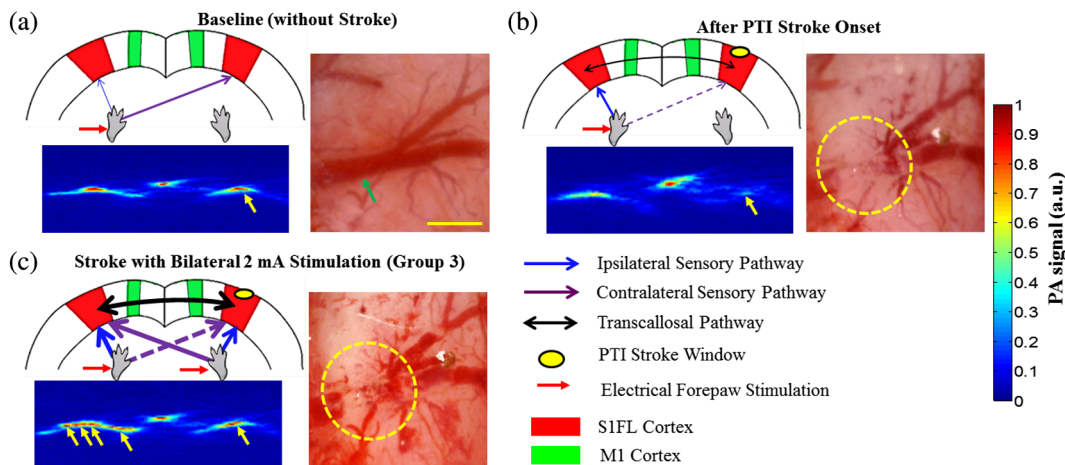 (a)
Baseline (without Stroke)
(b)
After PTI Stroke Onset
(c)
Stroke with Bilateral 2 mA Stimulation (Group 3)
Ipsilateral Sensory Pathway
Contralateral Sensory Pathway
Transcallosal Pathway
PTI Stroke Window
Electrical Forepaw Stimulation
S1FL Cortex
M1 Cortex
1
0.9
0.8
0.7
0.6
0.5
0.4
0.3
0.2
0.1
0
PA signal (a.u.)